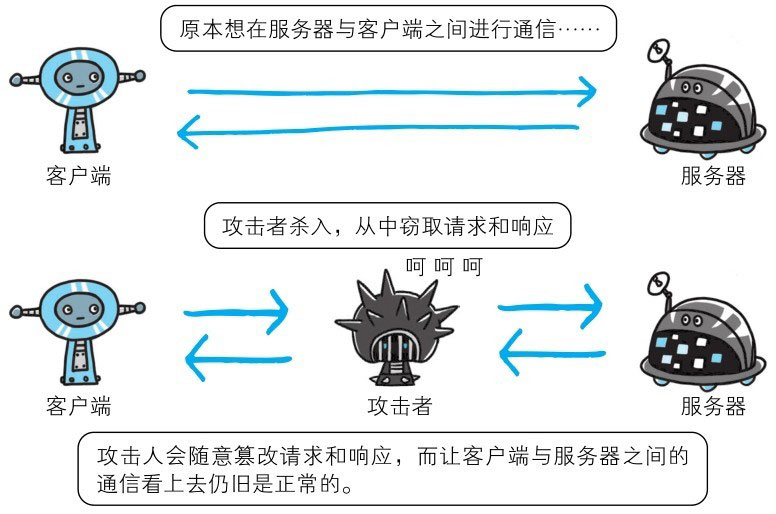 原本想在服务器与客户端之间进行通信……
客户端
服务器
攻击者杀入，从中窃取请求和响应
呵 呵 呵
客户端
攻击者
服务器
攻击人会随意篡改请求和响应，而让客户端与服务器之间的
通信看上去仍旧是正常的。